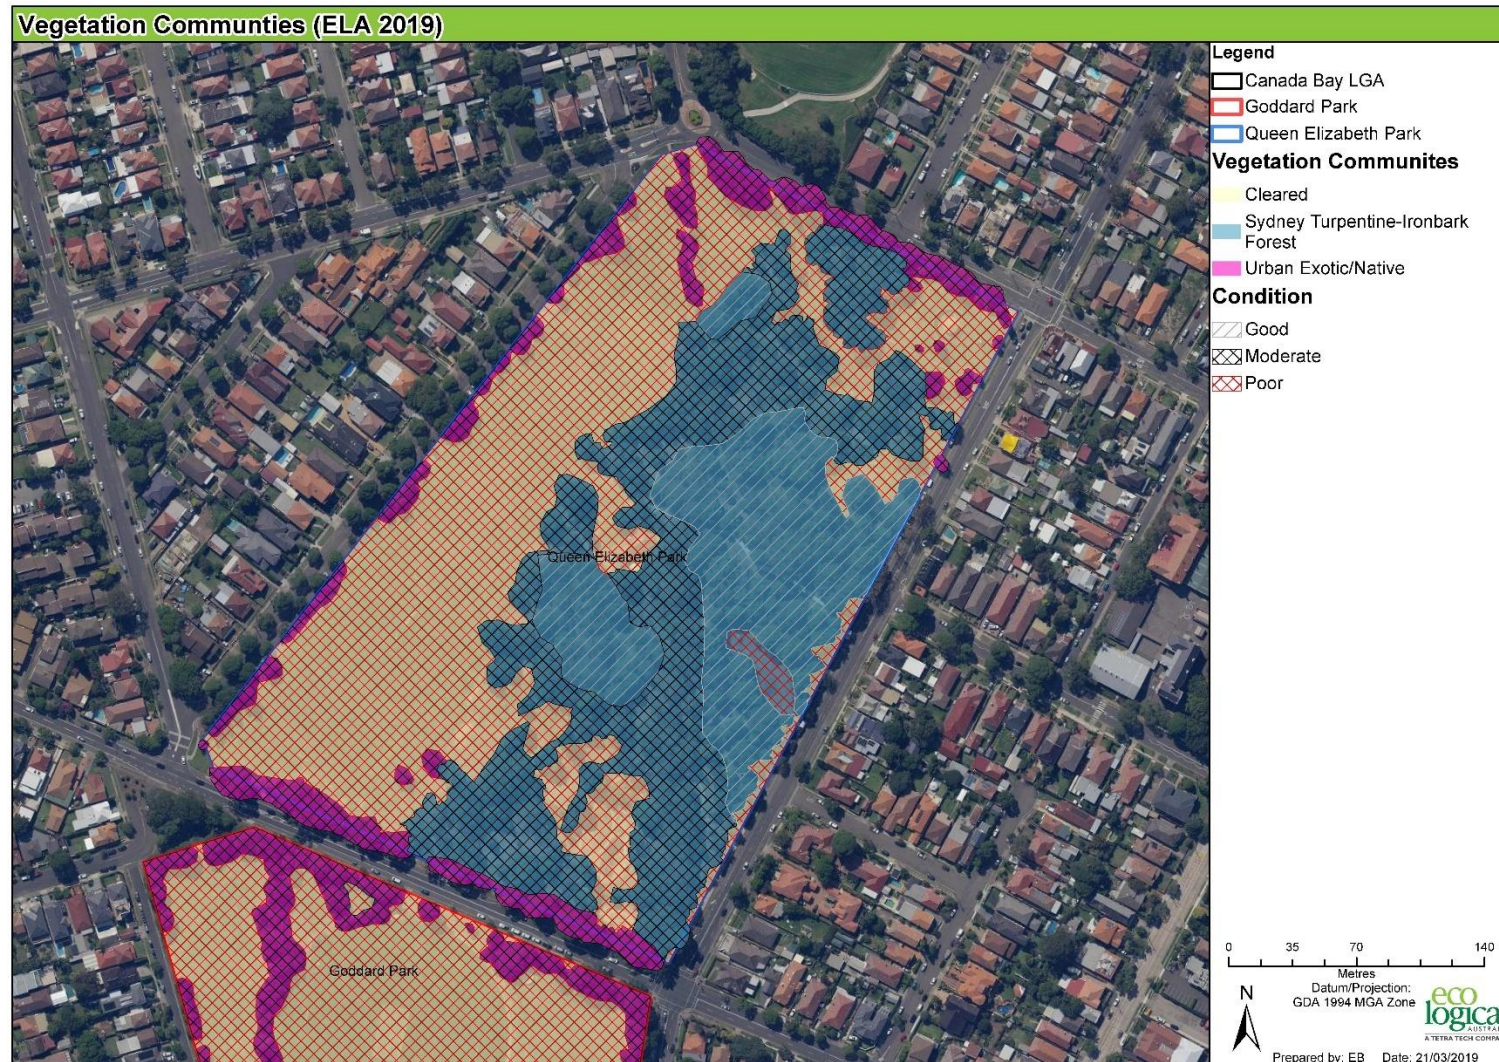 Vegetation Communties (ELA 2019)
Legend
Canada Bay LGA
Goddard Park
Queen Elizabeth Park
Vegetation Communites
Cleared
Sydney Turpentine-Ironbark
Forest
Urban Exotic/Native
Condition
Good
Moderate
Poor
Queen Elizabeth Park
Goddard Park
0 35 70 140
Metres
Datum/Projection:
GDA 1994 MGA Zone
N
eco
logica
AUSTRA
A TETRA TECH COMPA
Prepared by: EB Date: 21/03/2019